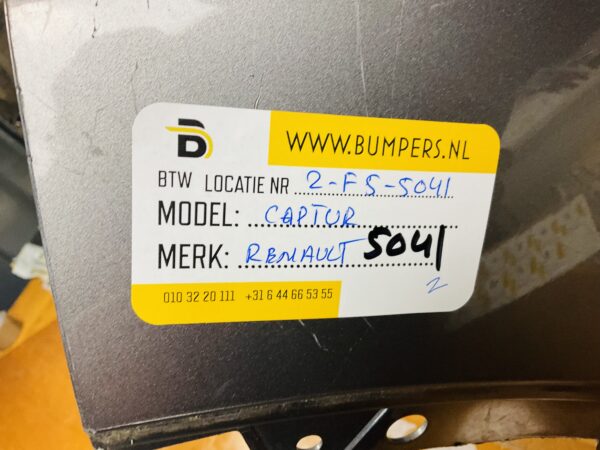 WWW.BUMPERS.NL
BTW LOCATIE NR 2-F5-5041
MODEL: CAPTUR
MERK: RENAULT 5041
2
010 32 20 111 +31 6 44 66 53 55